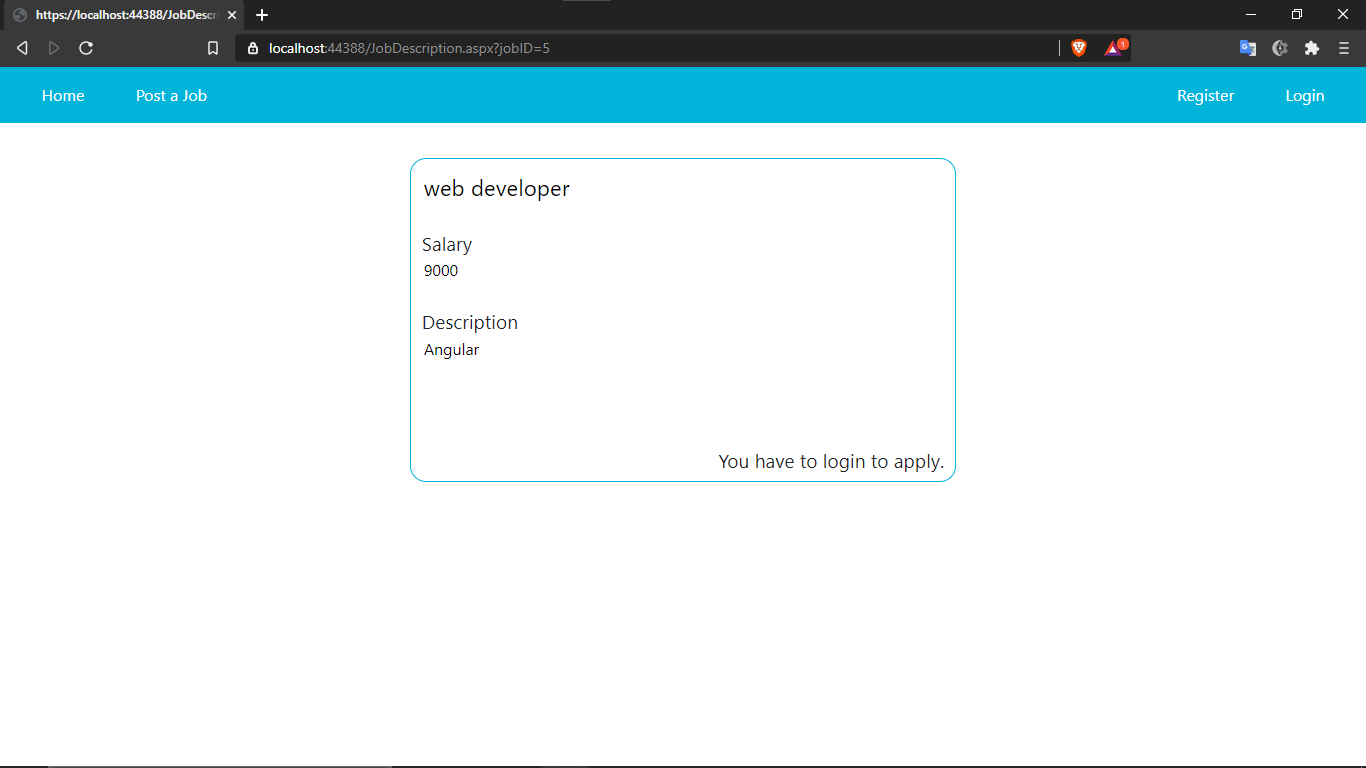 https://localhost:44388/JobDescri
localhost:44388/JobDescription.aspx?jobID=5
1
Home
Post a Job
Register
Login
web developer
Salary
9000
Description
Angular
You have to login to apply.